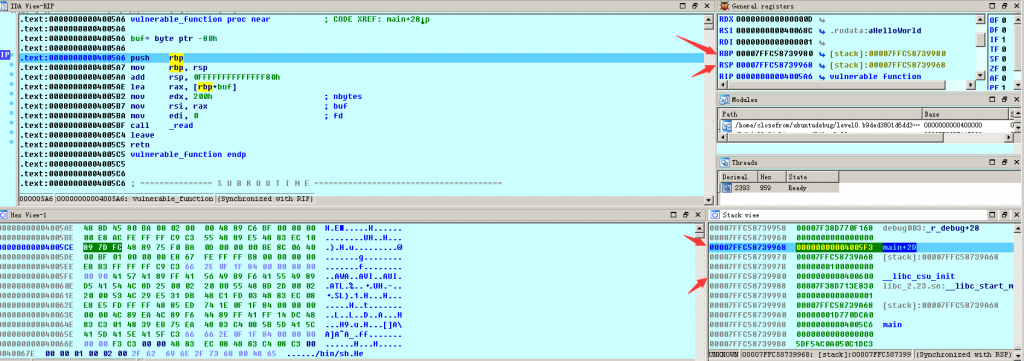 IDA View-RIP
.text:00000000004005A6 vulnerable_function proc near ; CODE XREF: main+28↓p
.text:00000000004005A6
.text:00000000004005A6 buf= byte ptr -80h
.text:00000000004005A6
.text:00000000004005A6 push rbp
.text:00000000004005A7 mov rbp, rsp
.text:00000000004005AA add rsp, 0FFFFFFFFFFFFFF80h
.text:00000000004005AE lea rax, [rbp+buf]
.text:00000000004005B2 mov edx, 200h ; nbytes
.text:00000000004005B7 mov rsi, rax ; buf
.text:00000000004005BA mov edi, 0 ; fd
.text:00000000004005BF call _read
.text:00000000004005C4 leave
.text:00000000004005C5 retn
.text:00000000004005C5 vulnerable_function endp
.text:00000000004005C5
.text:00000000004005C6
.text:00000000004005C6 ; =============== S U B R O U T I N E =======================================
000005A6 00000000004005A6: vulnerable_function (Synchronized with RIP)
General registers
RDX 000000000000000D
RSI 000000000040068C .rodata:aHelloWorld
RDI 0000000000000001
RBP 00007FFC58739980 [stack]:00007FFC58739980
RSP 00007FFC58739968 [stack]:00007FFC58739968
RIP 00000000004005A6 vulnerable_function
OF 0
DF 0
IF 1
TF 0
SF 0
ZF 0
AF 0
PF 1
Modules
Path Base
0000000000400000
Threads
Decimal Hex State
2393 959 Ready
Hex View-1
00000000004005AE 48 8D 45 80 BA 00 02 00 00 48 89 C6 BF 00 00 00
00000000004005BE 00 E8 AC FE FF FF C9 C3 55 48 89 E5 48 83 EC 10
00000000004005CE 89 7D FC 48 89 75 F0 BA 0D 00 00 00 BE 8C 06 40
00000000004005DE 00 BF 01 00 00 00 E8 67 FE FF FF B8 00 00 00 00
00000000004005EE E8 B3 FF FF FF C9 C3 66 2E 0F 1F 84 00 00 00 00
00000000004005FE 00 90 41 57 41 89 FF 41 56 49 89 F6 41 55 49 89
000000000040060E D5 41 54 4C 8D 25 00 02 20 00 55 48 8D 2D 00 02
000000000040061E 20 00 53 4C 29 E5 31 DB 48 C1 FD 03 48 83 EC 08
000000000040062E E8 E5 FD FF FF 48 85 ED 74 1E 0F 1F 84 00 00 00
000000000040063E 00 00 4C 89 EA 4C 89 F6 44 89 FF 41 FF 14 DC 48
000000000040064E 83 C3 01 48 39 EB 75 EA 48 83 C4 08 5B 5D 41 5C
000000000040065E 41 5D 41 5E 41 5F C3 66 66 2E 0F 1F 84 00 00 00
000000000040066E 00 00 F3 C3 00 00 48 83 EC 08 48 83 C4 08 C3 00
000000000040067E 00 00 01 00 02 00 2F 62 69 6E 2F 73 68 00 48 65 ....../bin/sh.He
Stack view
00007FFC58739958 00007F38D770F168 debug003:_r_debug+28
00007FFC58739960 0000000000000000
00007FFC58739968 00000000004005F3 main+2D
00007FFC58739970 00007FFC58739A68 [stack]:00007FFC58739A68
00007FFC58739978 0000000100000000
00007FFC58739980 0000000000400600 __libc_csu_init
00007FFC58739988 00007F38D713E830 libc_2.23.so:__libc_start_m
00007FFC58739990 0000000000000001
00007FFC58739998 00007FFC58739A68 [stack]:00007FFC58739A68
00007FFC587399A0 00000001D770DCA0
00007FFC587399A8 00000000004005C6 main
00007FFC587399B0 0000000000000000
00007FFC587399B8 5DF54CA0A050C1DC3
UNKNOWN 00007FFC58739968: [stack]:00007FFC58739968 (Synchronized with RSP)